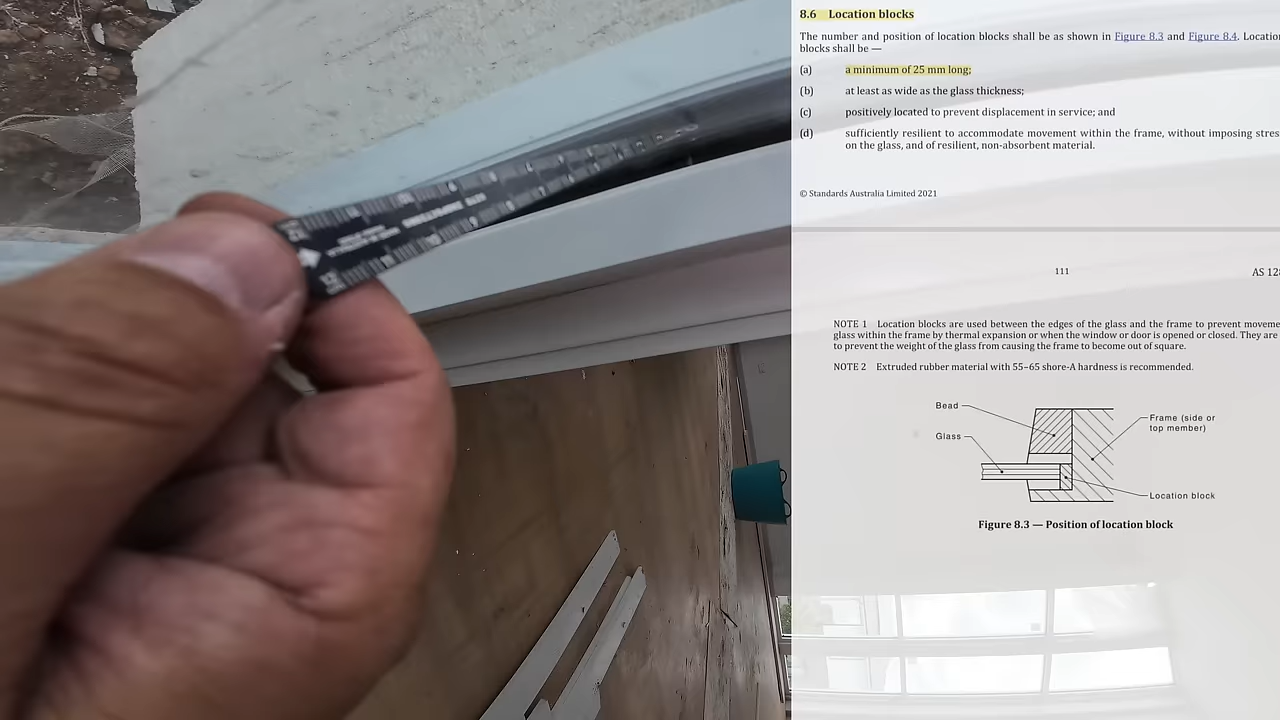 8.6 Location blocks
The number and position of location blocks shall be as shown in Figure 8.3 and Figure 8.4. Location
blocks shall be —
(a) a minimum of 25 mm long;
(b) at least as wide as the glass thickness;
(c) positively located to prevent displacement in service; and
(d) sufficiently resilient to accommodate movement within the frame, without imposing stres
on the glass, and of resilient, non-absorbent material.
© Standards Australia Limited 2021
111
AS 128
NOTE 1 Location blocks are used between the edges of the glass and the frame to prevent moveme
glass within the frame by thermal expansion or when the window or door is opened or closed. They are
to prevent the weight of the glass from causing the frame to become out of square.
NOTE 2 Extruded rubber material with 55–65 shore-A hardness is recommended.
Bead
Glass
Frame (side or
top member)
Location block
Figure 8.3 — Position of location block